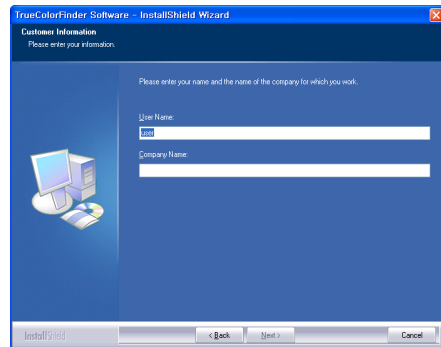 TrueColorFinder Software - InstallShield Wizard
Customer Information
Please enter your information.
Please enter your name and the name of the company for which you work.
User Name:
user
Company Name:
InstallShield
< Back
Next >
Cancel